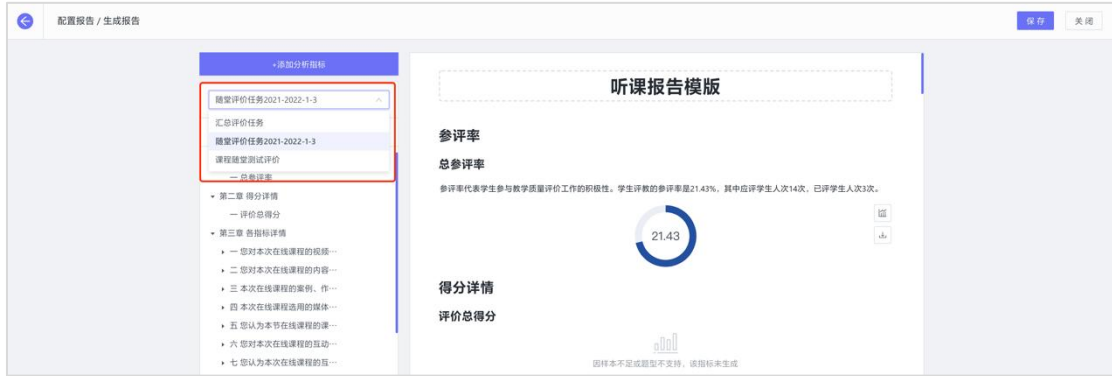 配置报告 / 生成报告
保存
关闭
+添加分析指标
随堂评价任务2021-2022-1-3
汇总评价任务
随堂评价任务2021-2022-1-3
课程随堂测试评价
一 总参评率
第二章 得分详情
一 评价总得分
第三章 各指标详情
一 您对本次在线课程的视频…
二 您对本次在线课程的内容…
三 本次在线课程的案例、作…
四 本次在线课程选用的媒体…
五 您认为本节在线课程的课…
六 您对本次在线课程的互动…
七 您认为本次在线课程的互…
听课报告模版
参评率
总参评率
参评率代表学生参与教学质量评价工作的积极性。学生评教的参评率是21.43%，其中应评学生人次14次，已评学生人次3次。
21.43
得分详情
评价总得分
因样本不足或题型不支持，该指标未生成